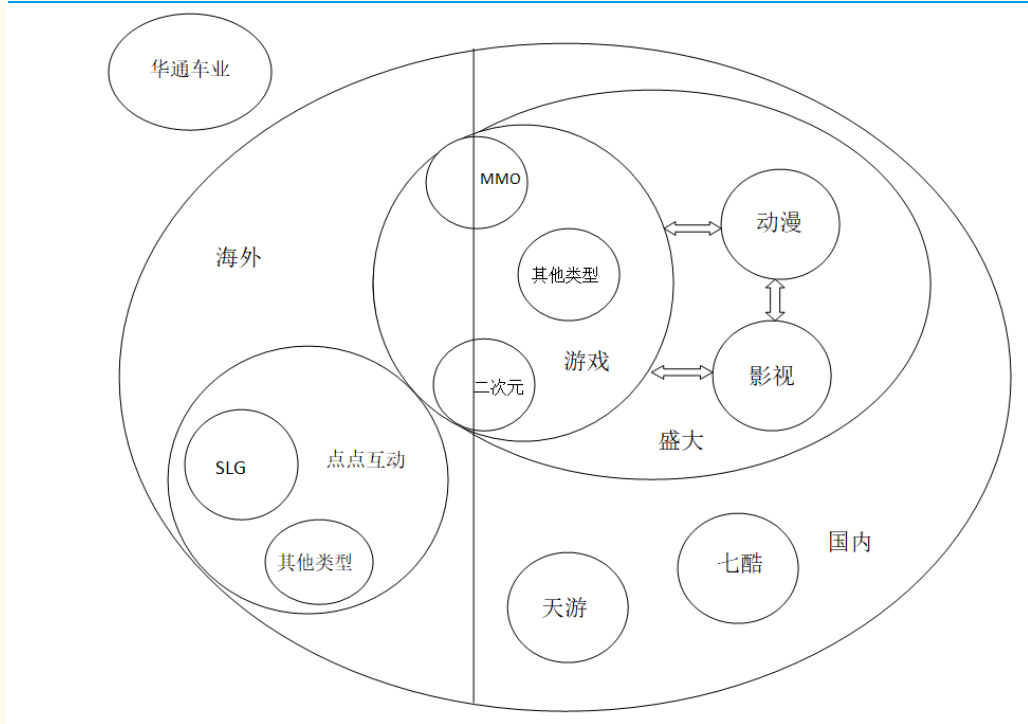 华通车业
MMO
动漫
海外
其他类型
游戏
影视
二次元
盛大
点点互动
SLG
国内
其他类型
七酷
天游